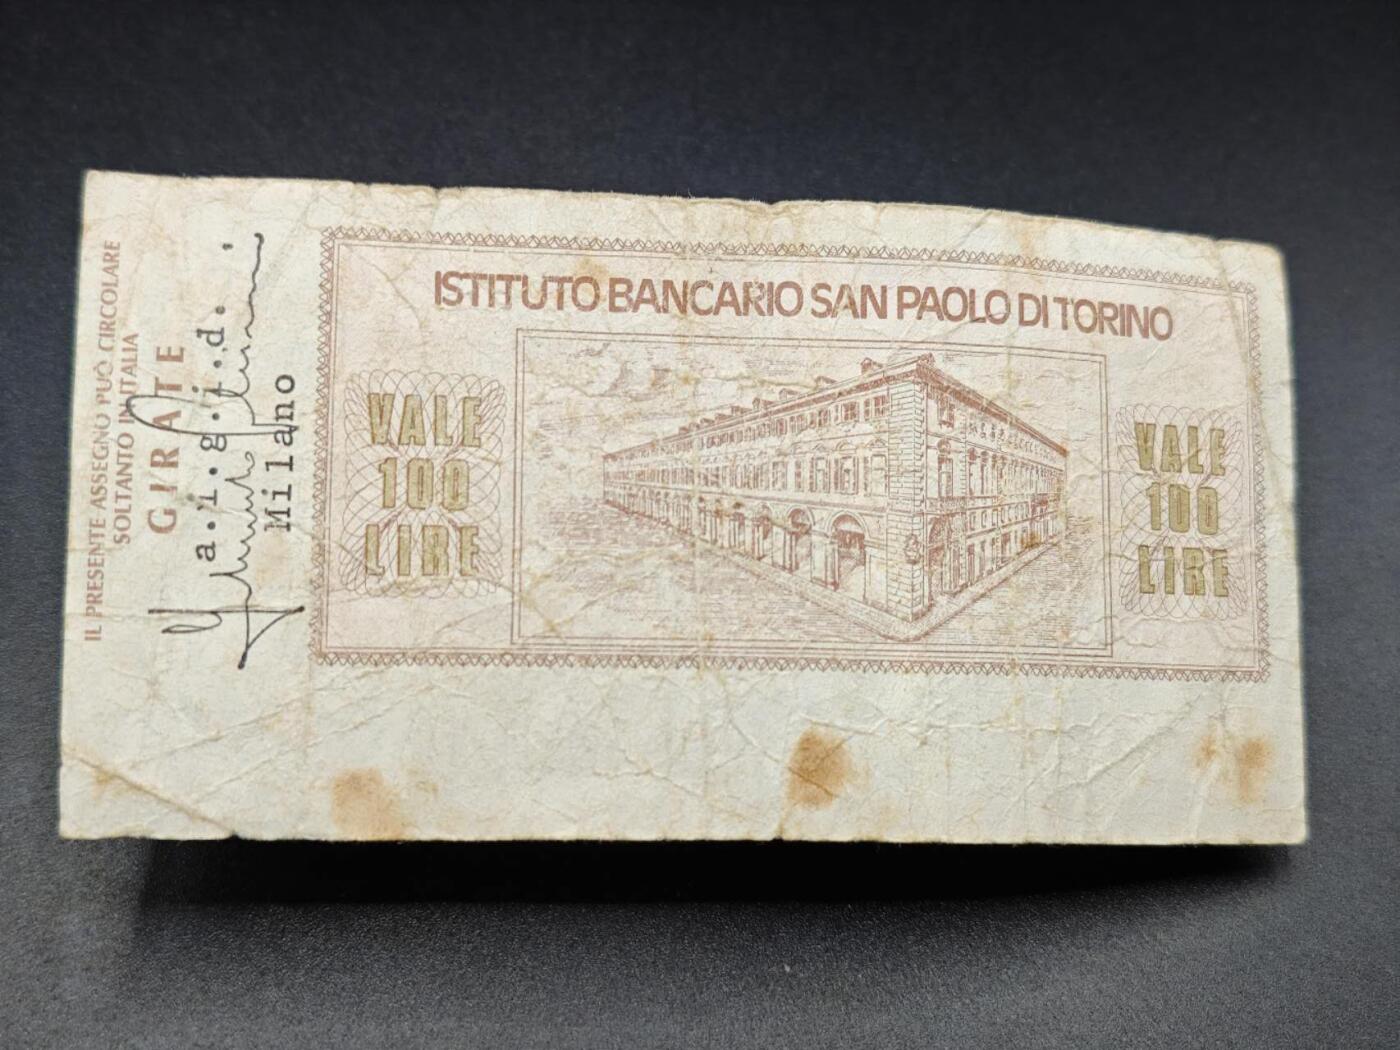 IL PRESENTE ASSEGNO PUÒ CIRCOLARE
SOLTANTO IN ITALIA
GIRATE
a.i.g.i.d.
Milano
ISTITUTO BANCARIO SAN PAOLO DI TORINO
VALE
100
LIRE
VALE
100
LIRE